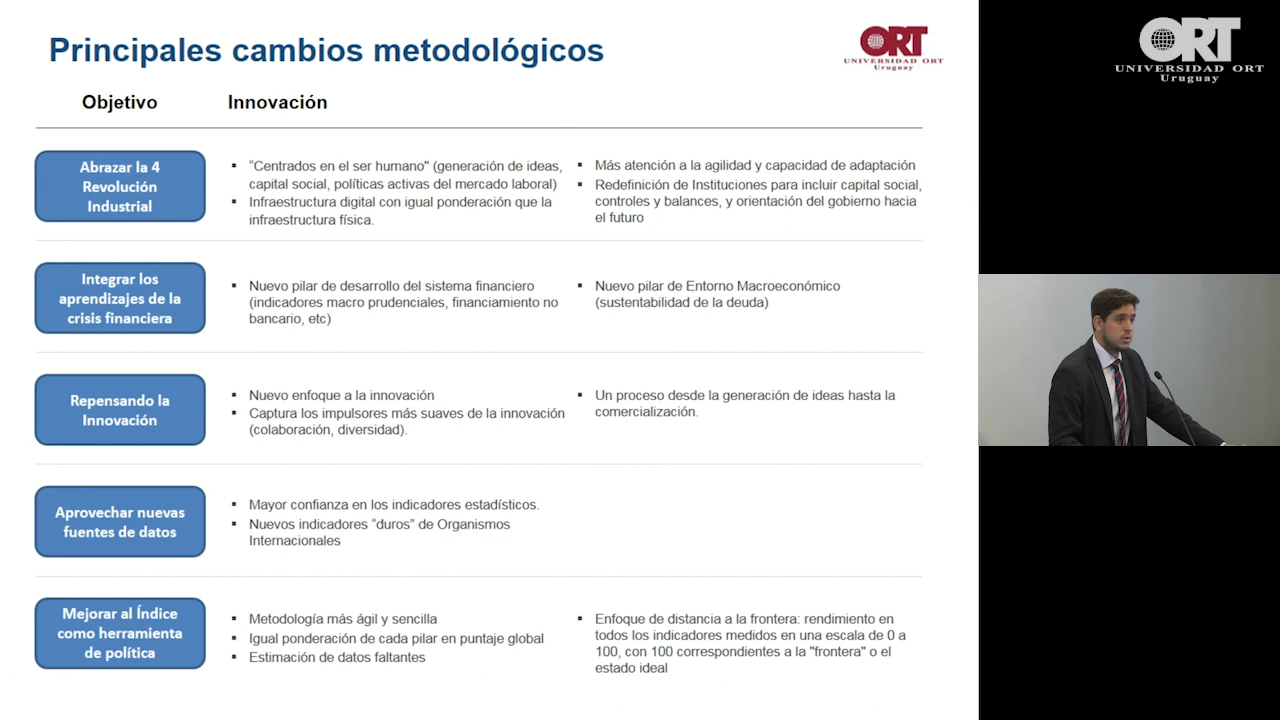 Principales cambios metodológicos
ORT
UNIVERSIDAD ORT
Uruguay
ORT
UNIVERSIDAD ORT
Uruguay
Objetivo
Innovación
Abrazar la 4
Revolución
Industrial
▪ “Centrados en el ser humano" (generación de ideas,
capital social, políticas activas del mercado laboral)
▪ Infraestructura digital con igual ponderación que la
infraestructura física.
▪ Más atención a la agilidad y capacidad de adaptación
▪ Redefinición de Instituciones para incluir capital social,
controles y balances, y orientación del gobierno hacia
el futuro
Integrar los
aprendizajes de la
crisis financiera
▪ Nuevo pilar de desarrollo del sistema financiero
(indicadores macro prudenciales, financiamiento no
bancario, etc)
▪ Nuevo pilar de Entorno Macroeconómico
(sustentabilidad de la deuda)
Repensando la
Innovación
▪ Nuevo enfoque a la innovación
▪ Captura los impulsores más suaves de la innovación
(colaboración, diversidad).
▪ Un proceso desde la generación de ideas hasta la
comercialización.
Aprovechar nuevas
fuentes de datos
▪ Mayor confianza en los indicadores estadísticos.
▪ Nuevos indicadores “duros” de Organismos
Internacionales
Mejorar al Índice
como herramienta
de política
▪ Metodología más ágil y sencilla
▪ Igual ponderación de cada pilar en puntaje global
▪ Estimación de datos faltantes
▪ Enfoque de distancia a la frontera: rendimiento en
todos los indicadores medidos en una escala de 0 a
100, con 100 correspondientes a la "frontera" o el
estado ideal